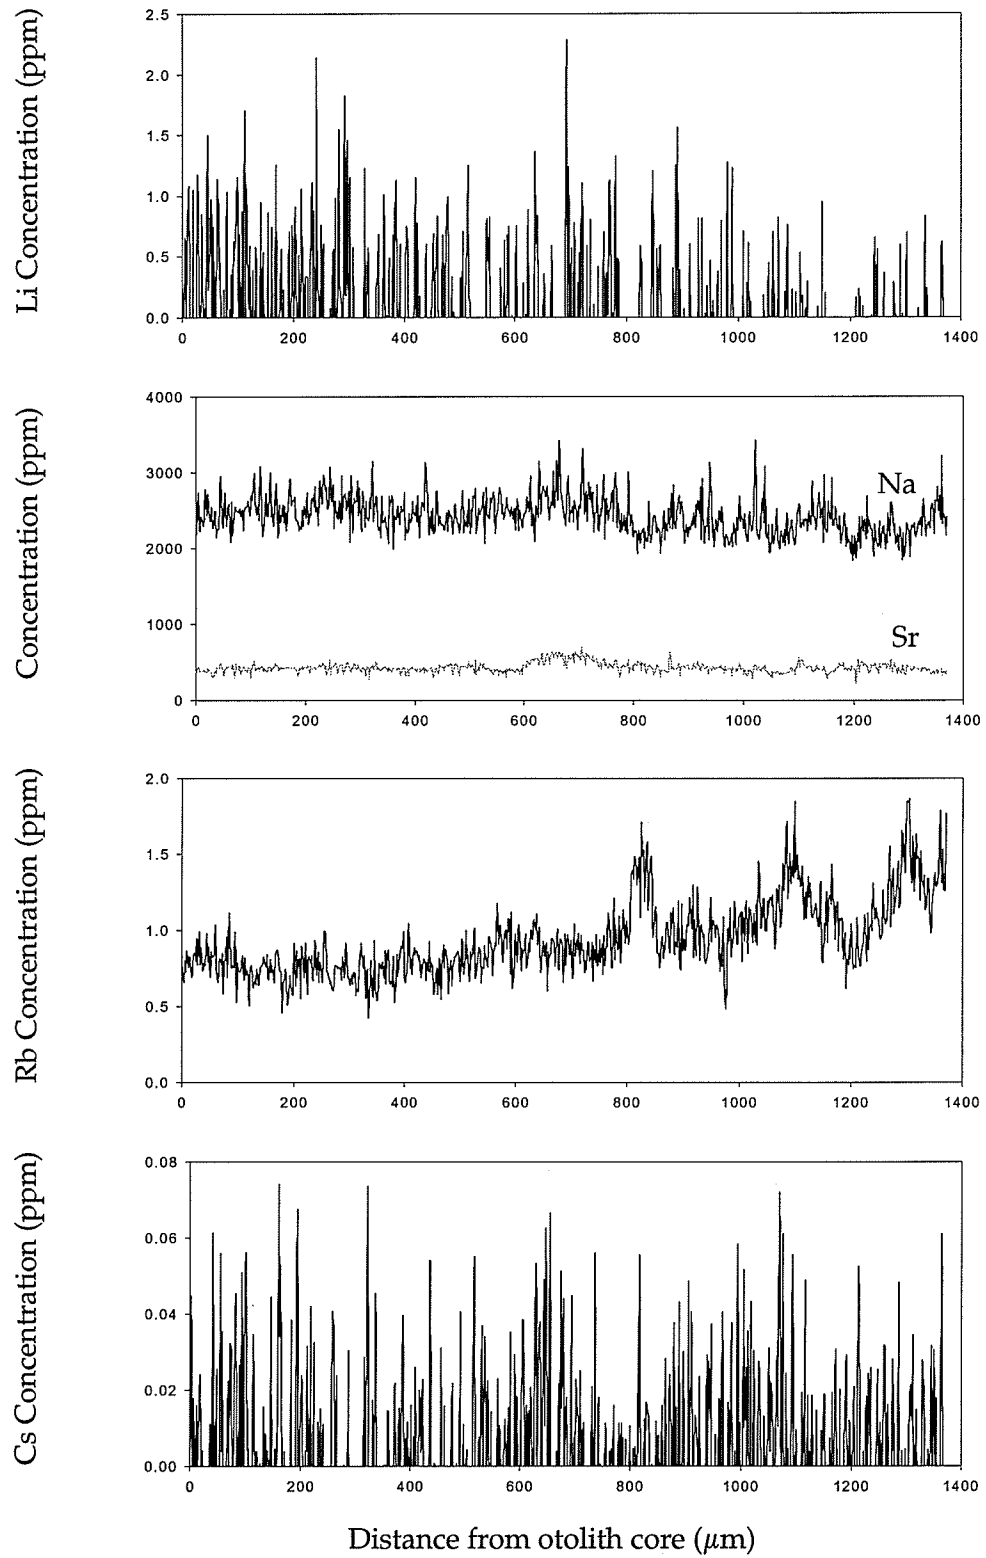 Li Concentration (ppm)
2.5
2.0
1.5
1.0
0.5
0.0
0 200 400 600 800 1000 1200 1400
Concentration (ppm)
4000
3000
2000
1000
0
Na
Sr
0 200 400 600 800 1000 1200 1400
Rb Concentration (ppm)
2.0
1.5
1.0
0.5
0.0
0 200 400 600 800 1000 1200 1400
Cs Concentration (ppm)
0.08
0.06
0.04
0.02
0.00
0 200 400 600 800 1000 1200 1400
Distance from otolith core (μm)